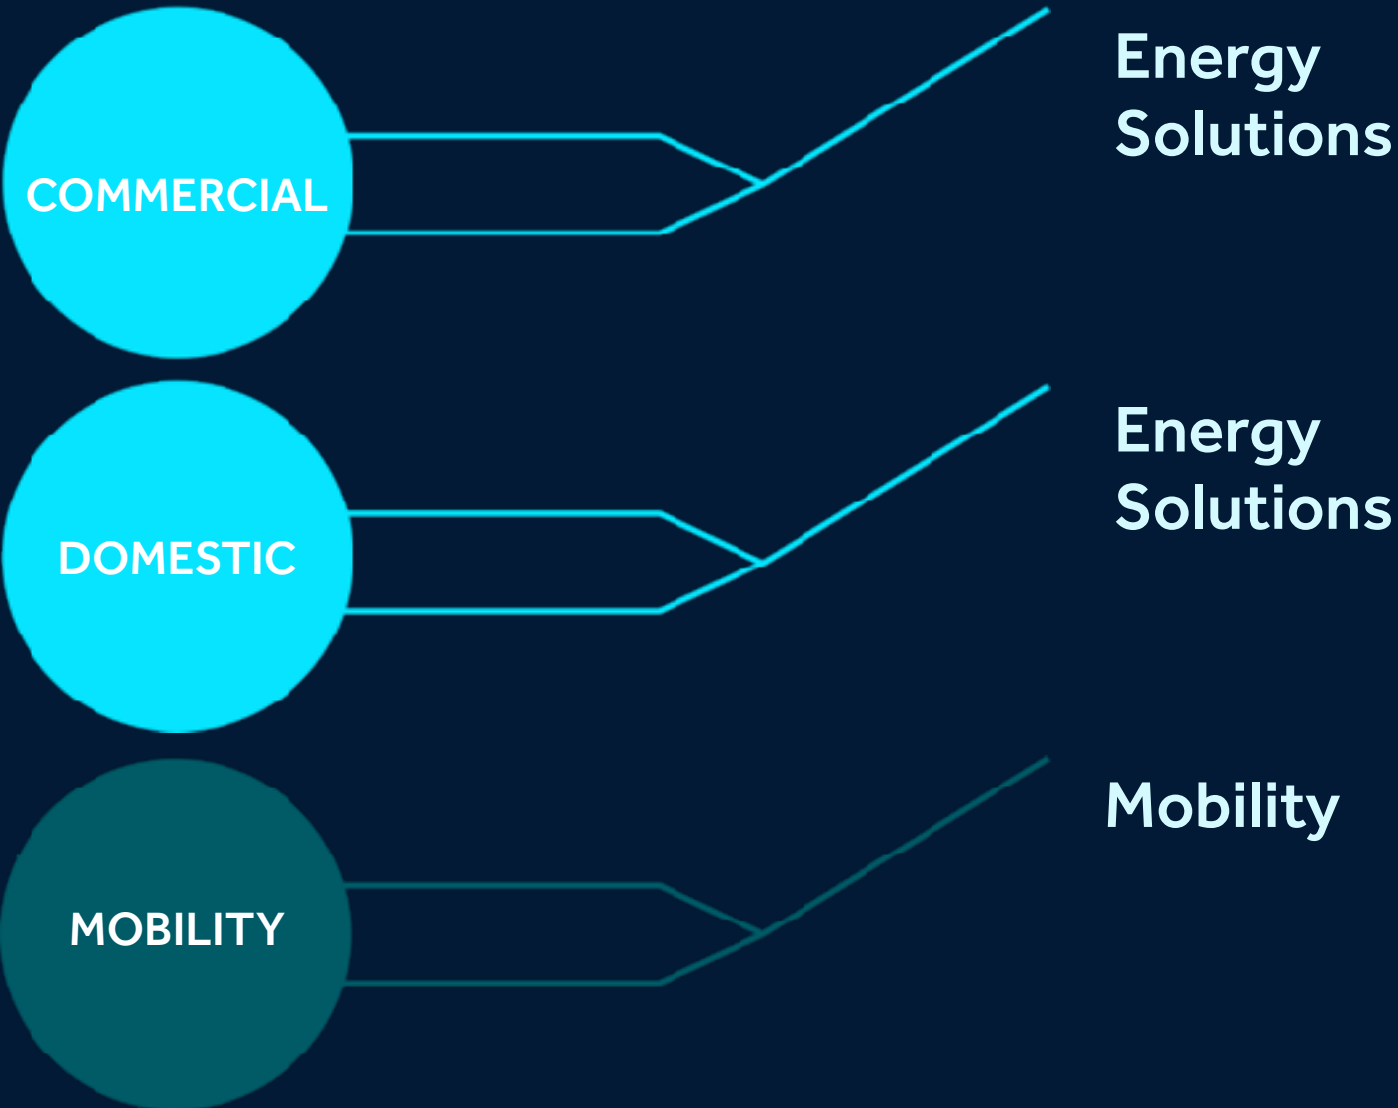 Energy
Solutions
COMMERCIAL
Energy
Solutions
DOMESTIC
Mobility
MOBILITY